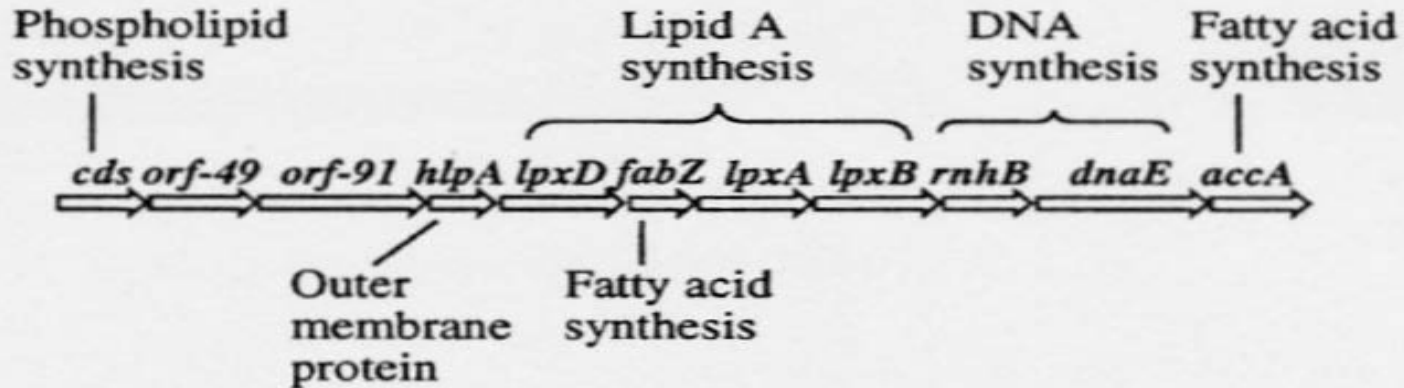 Phospholipid
synthesis
Lipid A
synthesis
DNA
synthesis
Fatty acid
synthesis
cds orf-49 orf-91 hlpA lpxD fabZ lpxA lpxB rnhB dnaE accA
Outer
membrane
protein
Fatty acid
synthesis